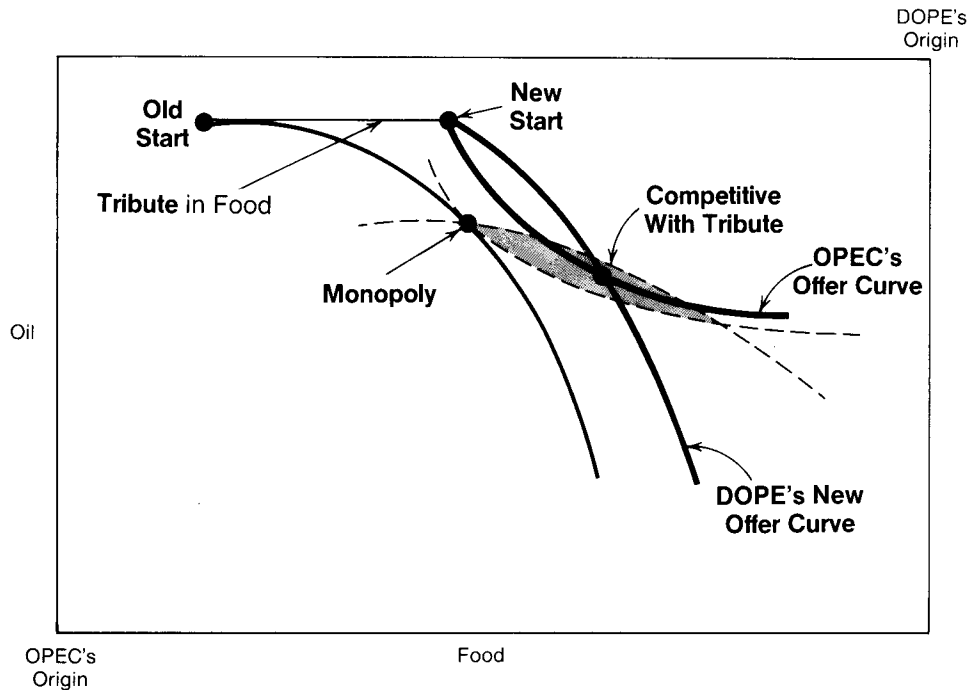 DOPE's
Origin
Old
Start
New
Start
Tribute in Food
Competitive
With Tribute
Monopoly
OPEC's
Offer Curve
Oil
DOPE's New
Offer Curve
OPEC's
Origin
Food